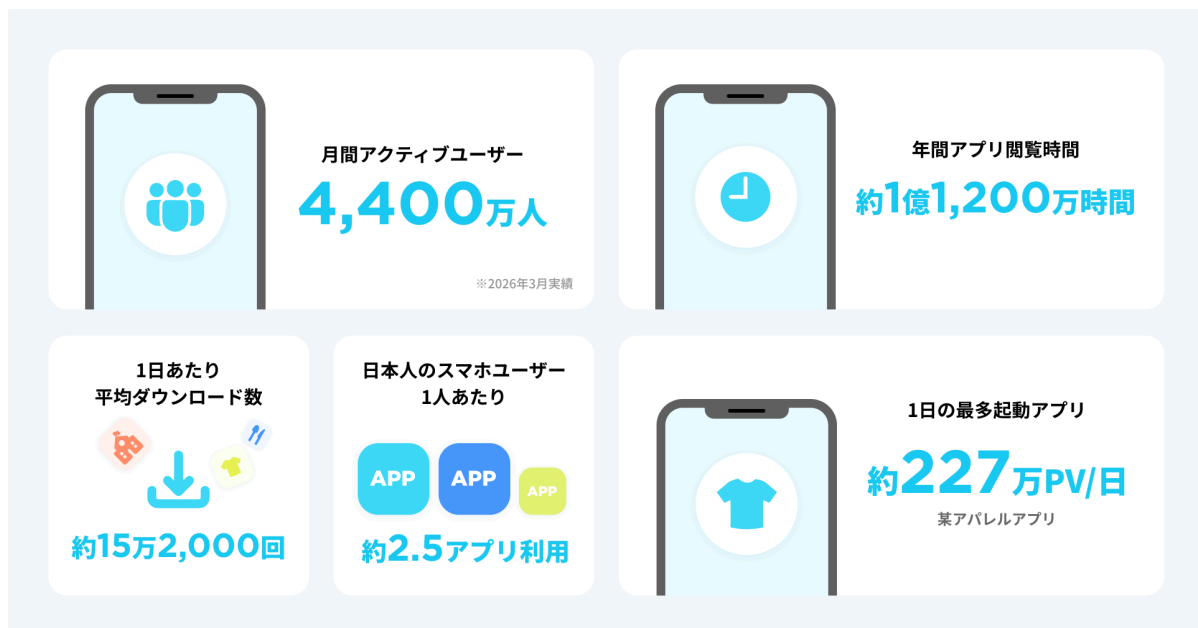 月間アクティブユーザー
4,400万人
※2026年3月実績
年間アプリ閲覧時間
約1億1,200万時間
1日あたり
平均ダウンロード数
約15万2,000回
日本人のスマホユーザー
1人あたり
APP
APP
APP
約2.5アプリ利用
1日の最多起動アプリ
約227万PV/日
某アパレルアプリ